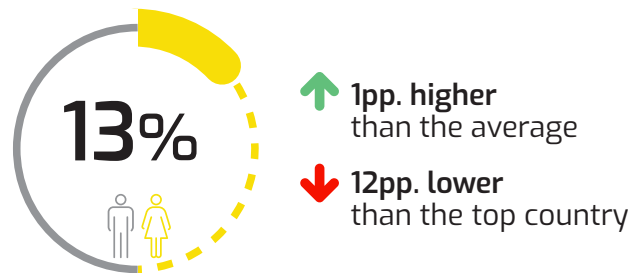 13%
1pp. higher
than the average
12pp. lower
than the top country